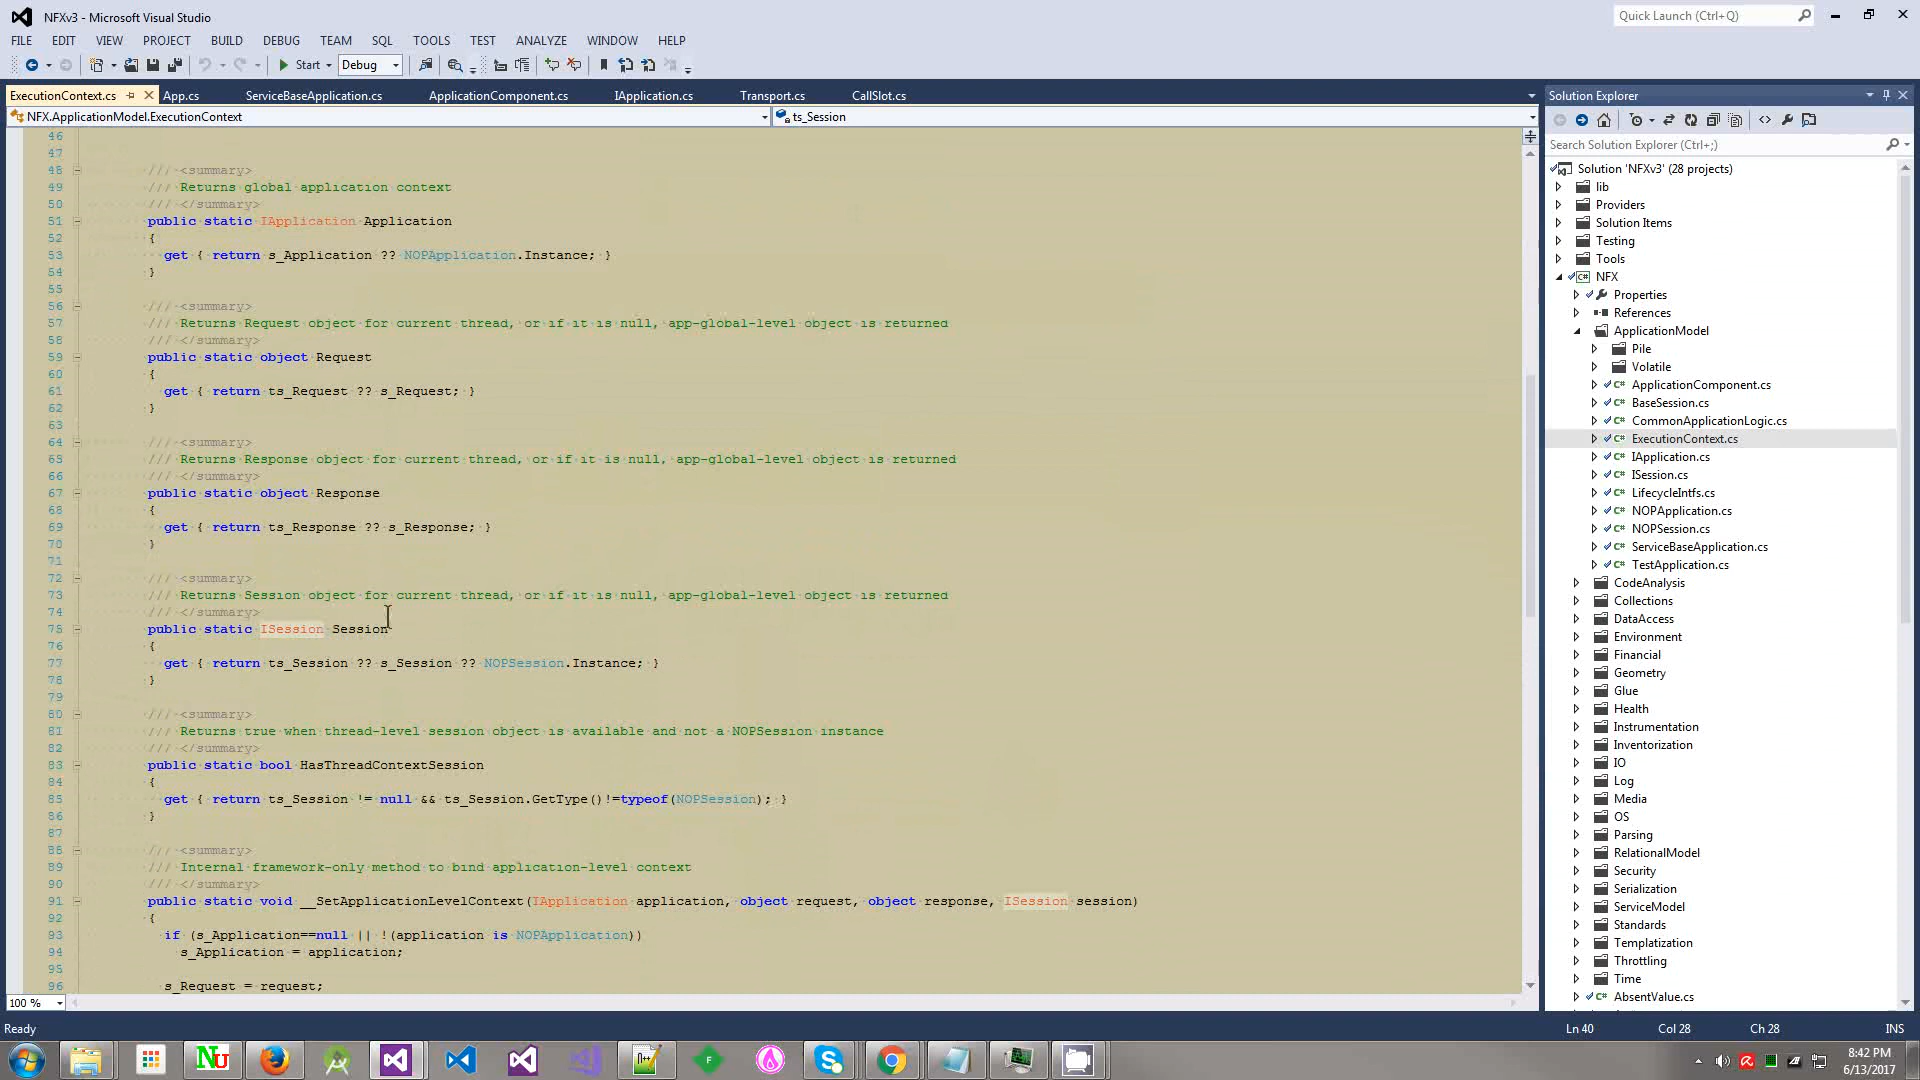 NFXv3 - Microsoft Visual Studio
Quick Launch (Ctrl+Q)
FILE EDIT VIEW PROJECT BUILD DEBUG TEAM SQL TOOLS TEST ANALYZE WINDOW HELP
Start Debug
ExecutionContext.cs App.cs ServiceBaseApplication.cs ApplicationComponent.cs IApplication.cs Transport.cs CallSlot.cs
NFX.ApplicationModel.ExecutionContext ts_Session
46
47
48 /// <summary>
49 /// Returns global application context
50 /// </summary>
51 public static IApplication Application
52 {
53 get { return s_Application ?? NOPApplication.Instance; }
54 }
55
56 /// <summary>
57 /// Returns Request object for current thread, or if it is null, app-global-level object is returned
58 /// </summary>
59 public static object Request
60 {
61 get { return ts_Request ?? s_Request; }
62 }
63
64 /// <summary>
65 /// Returns Response object for current thread, or if it is null, app-global-level object is returned
66 /// </summary>
67 public static object Response
68 {
69 get { return ts_Response ?? s_Response; }
70 }
71
72 /// <summary>
73 /// Returns Session object for current thread, or if it is null, app-global-level object is returned
74 /// </summary>
75 public static ISession Session
76 {
77 get { return ts_Session ?? s_Session ?? NOPSession.Instance; }
78 }
79
80 /// <summary>
81 /// Returns true when thread-level session object is available and not a NOPSession instance
82 /// </summary>
83 public static bool HasThreadContextSession
84 {
85 get { return ts_Session != null && ts_Session.GetType()!=typeof(NOPSession); }
86 }
87
88 /// <summary>
89 /// Internal framework-only method to bind application-level context
90 /// </summary>
91 public static void __SetApplicationLevelContext(IApplication application, object request, object response, ISession session)
92 {
93 if (s_Application==null || !(application is NOPApplication))
94 s_Application = application;
95
96 s_Request = request;
100 %
Solution Explorer
Search Solution Explorer (Ctrl+;)
Solution 'NFXv3' (28 projects)
lib
Providers
Solution Items
Testing
Tools
C# NFX
Properties
References
ApplicationModel
Pile
Volatile
C# ApplicationComponent.cs
C# BaseSession.cs
C# CommonApplicationLogic.cs
C# ExecutionContext.cs
C# IApplication.cs
C# ISession.cs
C# LifecycleIntfs.cs
C# NOPApplication.cs
C# NOPSession.cs
C# ServiceBaseApplication.cs
C# TestApplication.cs
CodeAnalysis
Collections
DataAccess
Environment
Financial
Geometry
Glue
Health
Instrumentation
Inventorization
IO
Log
Media
OS
Parsing
RelationalModel
Security
Serialization
ServiceModel
Standards
Templatization
Throttling
Time
C# AbsentValue.cs
Ready Ln 40 Col 28 Ch 28 INS
8:42 PM
6/13/2017